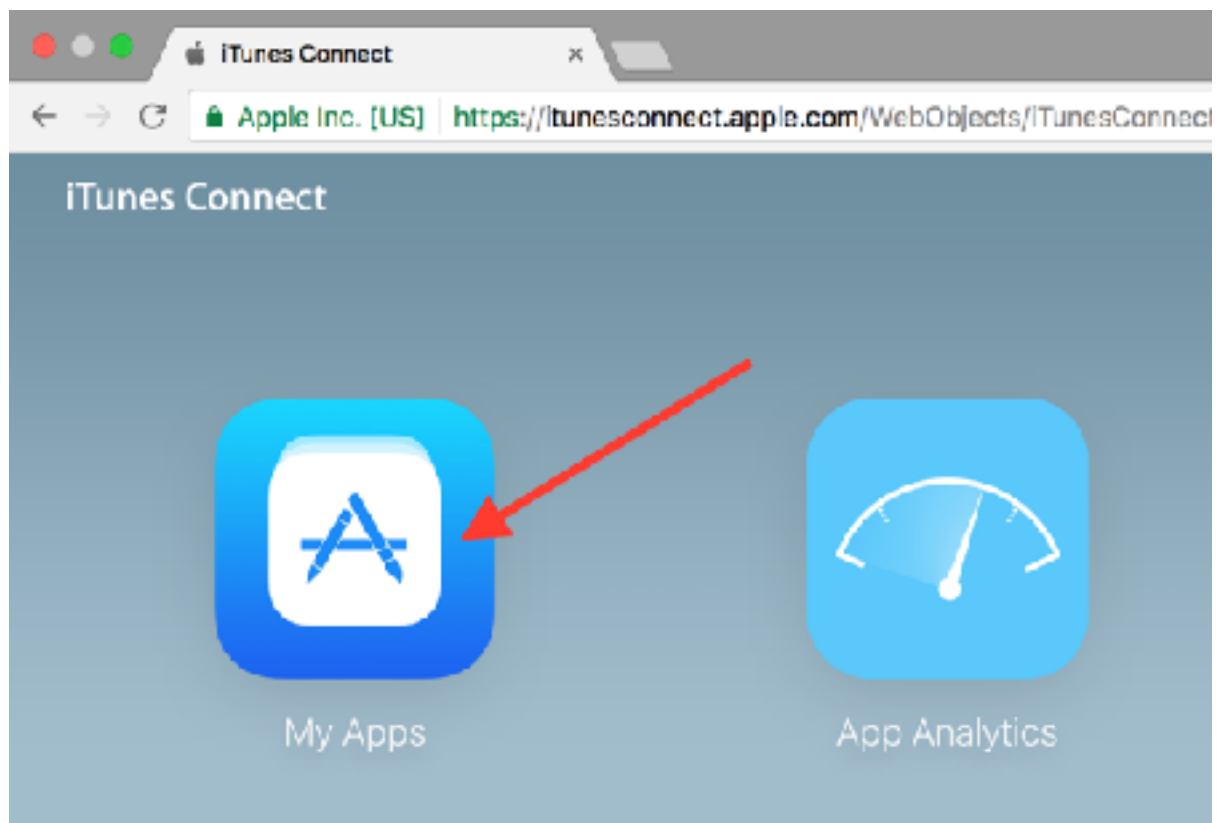 iTunes Connect
Apple Inc. [US] https://itunesconnect.apple.com/WebObjects/iTunesConnect
iTunes Connect
My Apps
App Analytics